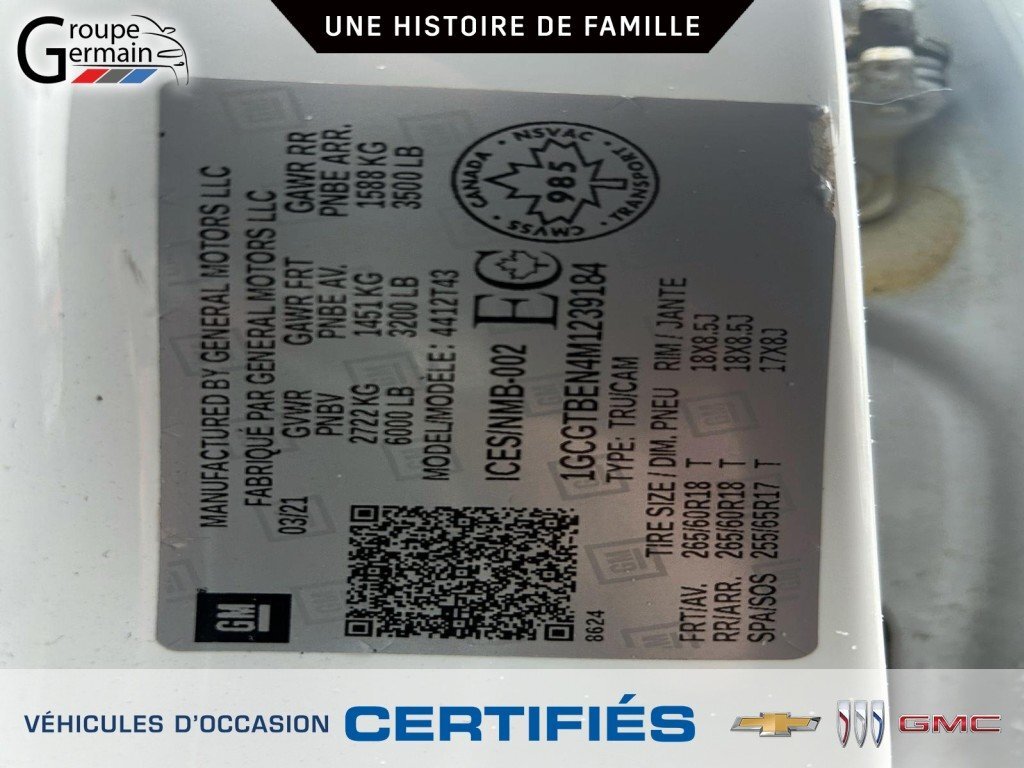 Groupe
Germain
UNE HISTOIRE DE FAMILLE
GM
MANUFACTURED BY GENERAL MOTORS LLC
FABRIQUÉ PAR GENERAL MOTORS LLC
03/21 GVWR GAWR FRT GAWR RR
PNBV PNBE AV. PNBE ARR.
2722 KG 1451 KG 1588 KG
6000 LB 3200 LB 3500 LB
MODEL/MODÈLE: 4412T43
ICES/NMB-002 EC
CANADA · NSVAC · TRANSPORT · CMVSS
985
1GCGTBEN4M1239184
TYPE: TRU/CAM
8624
TIRE SIZE / DIM. PNEU RIM / JANTE
FRT/AV. 265/60R18 T 18X8.5J
RR/ARR. 265/60R18 T 18X8.5J
SPA/SOS 255/65R17 T 17X8J
VÉHICULES D'OCCASION CERTIFIÉS
GMC